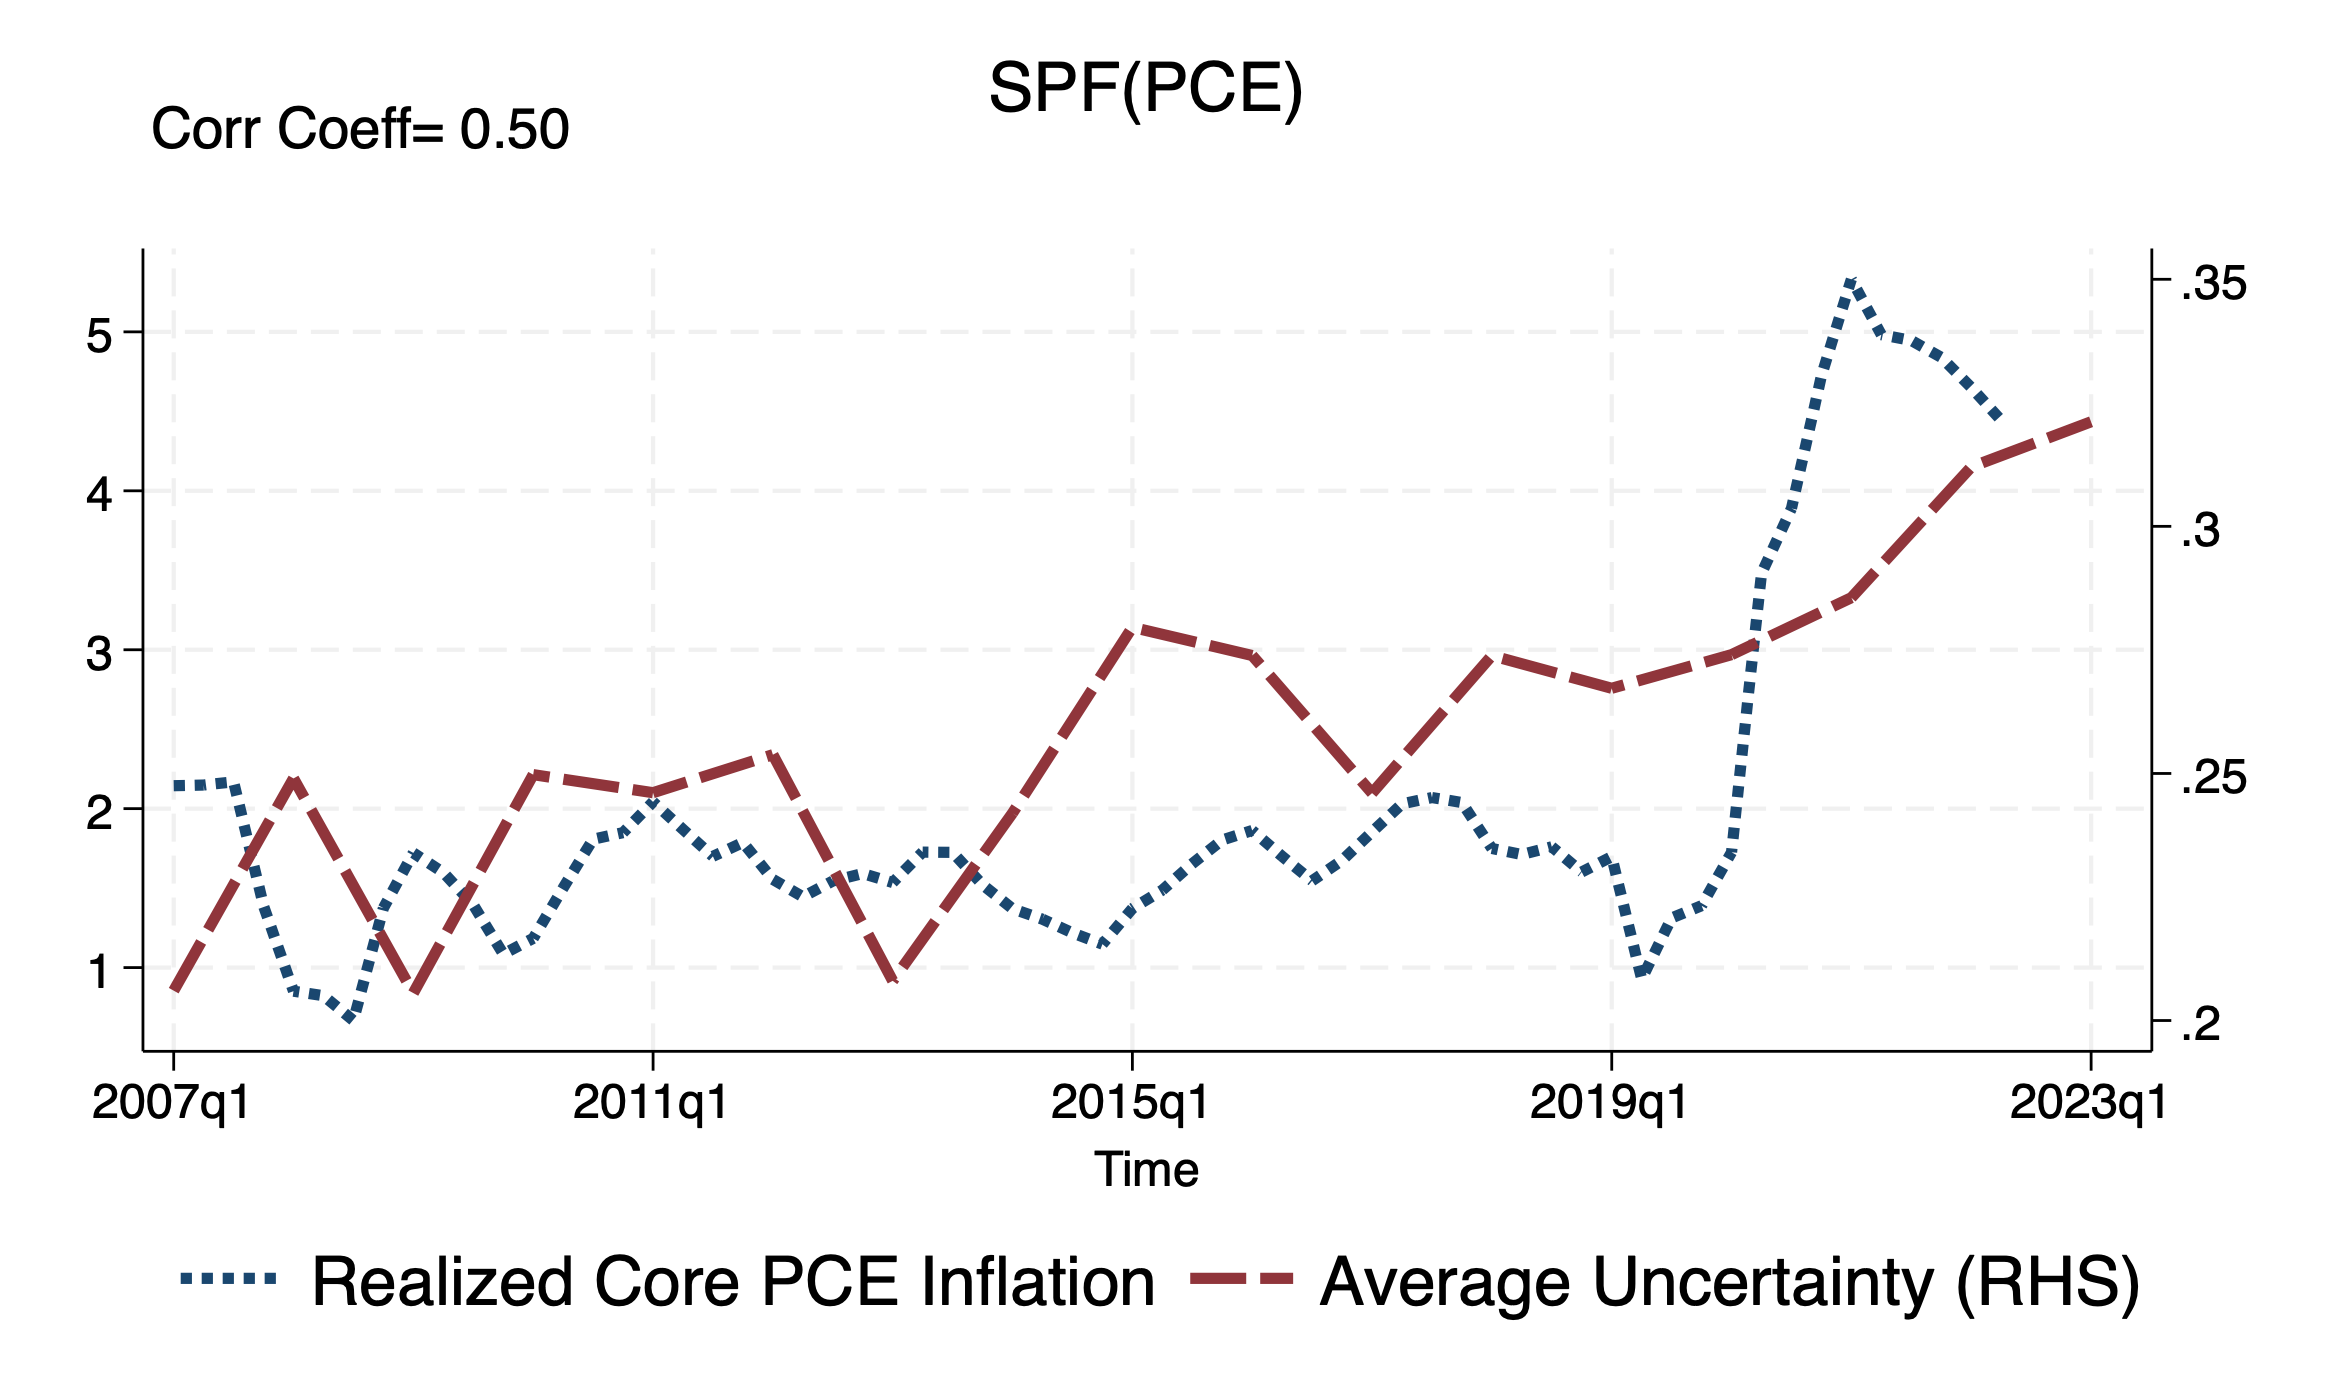 SPF(PCE)
Corr Coeff= 0.50
5
4
3
2
1
.35
.3
.25
.2
2007q1 2011q1 2015q1 2019q1 2023q1
Time
Realized Core PCE Inflation Average Uncertainty (RHS)